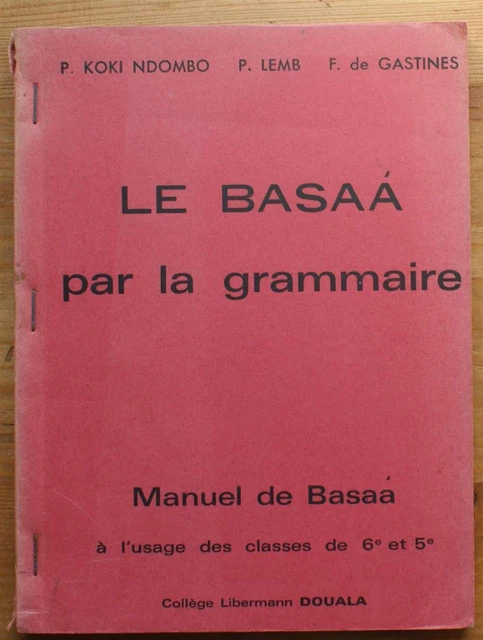 P. KOKI NDOMBO P. LEMB F. de GASTINES
LE BASAÁ
par la grammaire
Manuel de Basaá
à l'usage des classes de 6e et 5e
Collège Libermann DOUALA